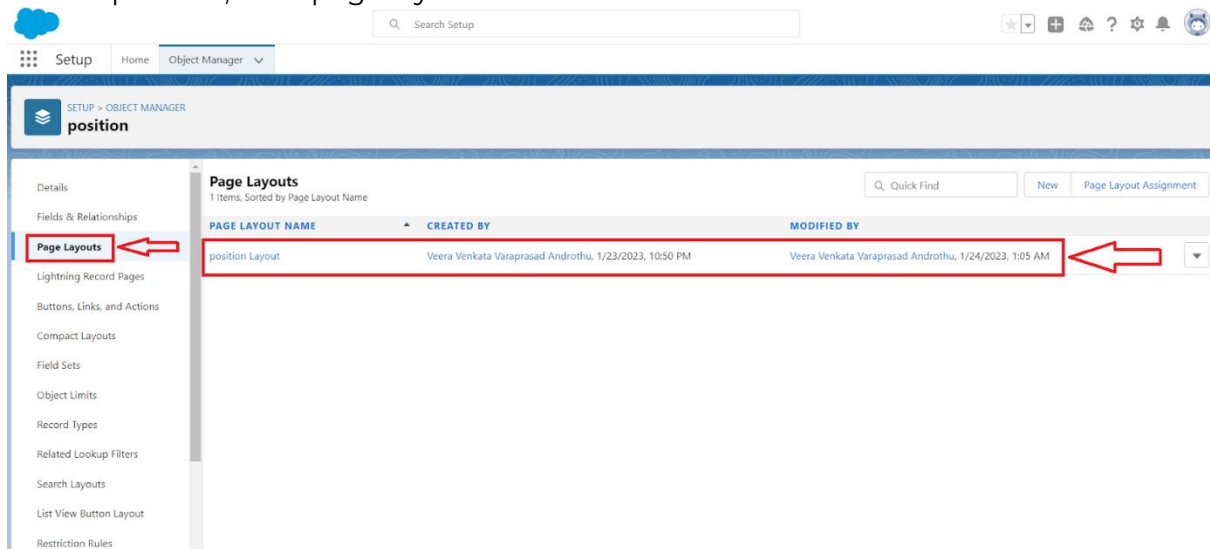 Search Setup
Setup Home Object Manager
SETUP > OBJECT MANAGER
position
Details
Fields & Relationships
Page Layouts
Lightning Record Pages
Buttons, Links, and Actions
Compact Layouts
Field Sets
Object Limits
Record Types
Related Lookup Filters
Search Layouts
List View Button Layout
Restriction Rules
Page Layouts
1 Items, Sorted by Page Layout Name
Quick Find New Page Layout Assignment
PAGE LAYOUT NAME CREATED BY MODIFIED BY
position Layout Veera Venkata Varaprasad Androthu, 1/23/2023, 10:50 PM Veera Venkata Varaprasad Androthu, 1/24/2023, 1:05 AM